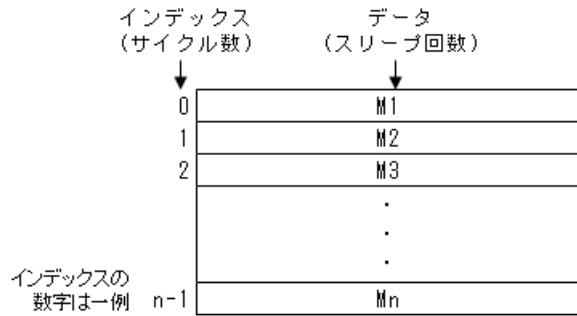 インデックス データ
(サイクル数) (スリープ回数)
0 M1
1 M2
2 M3
・
・
・
インデックスの
数字は一例 n-1 Mn